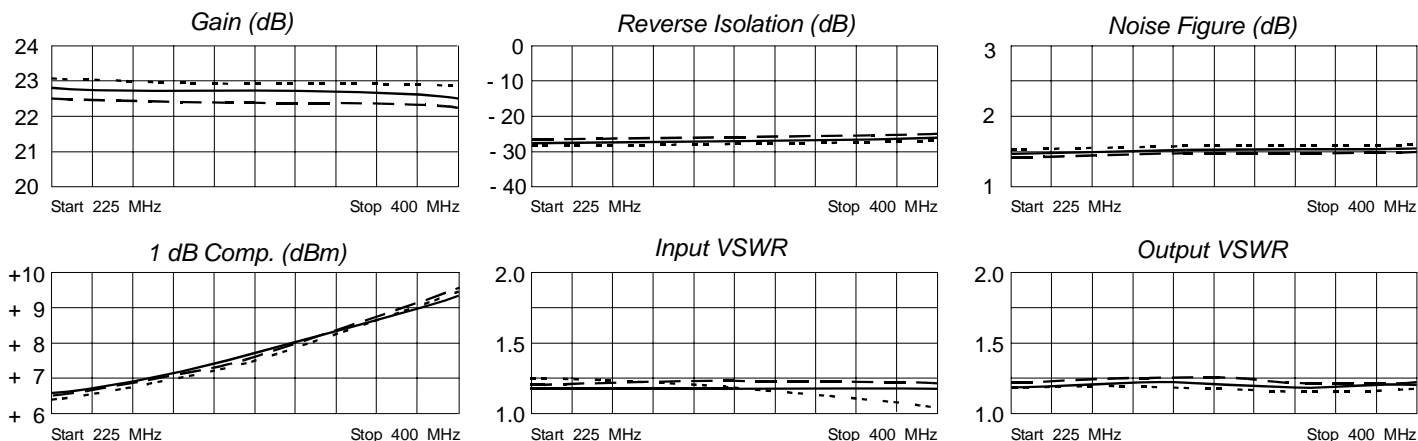 Gain (dB)
24
23
22
21
20
Start 225 MHz Stop 400 MHz
Reverse Isolation (dB)
0
- 10
- 20
- 30
- 40
Start 225 MHz Stop 400 MHz
Noise Figure (dB)
3
2
1
Start 225 MHz Stop 400 MHz
1 dB Comp. (dBm)
+10
+ 9
+ 8
+ 7
+ 6
Start 225 MHz Stop 400 MHz
Input VSWR
2.0
1.5
1.0
Start 225 MHz Stop 400 MHz
Output VSWR
2.0
1.5
1.0
Start 225 MHz Stop 400 MHz